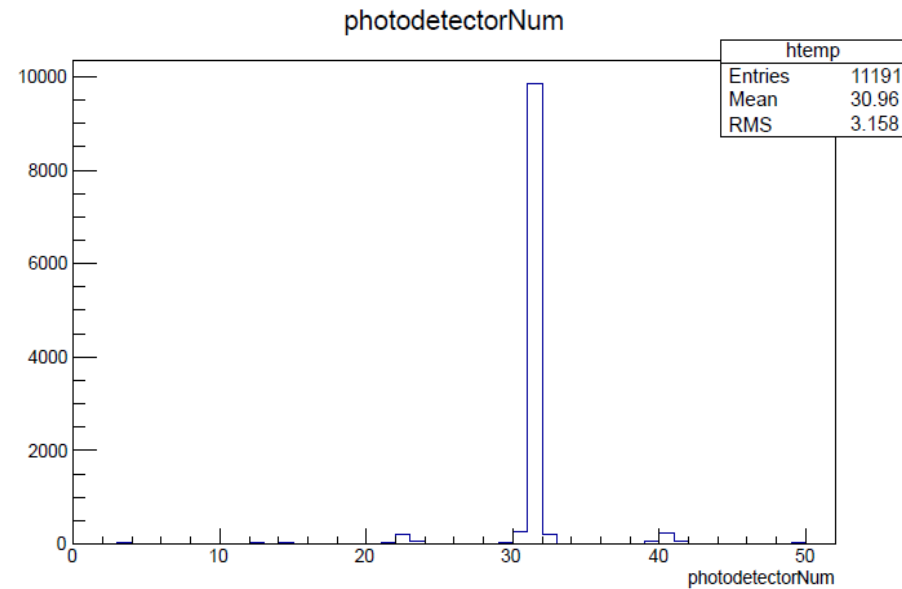 photodetectorNum
htemp
Entries 11191
Mean 30.96
RMS 3.158
10000
8000
6000
4000
2000
0
0 10 20 30 40 50
photodetectorNum